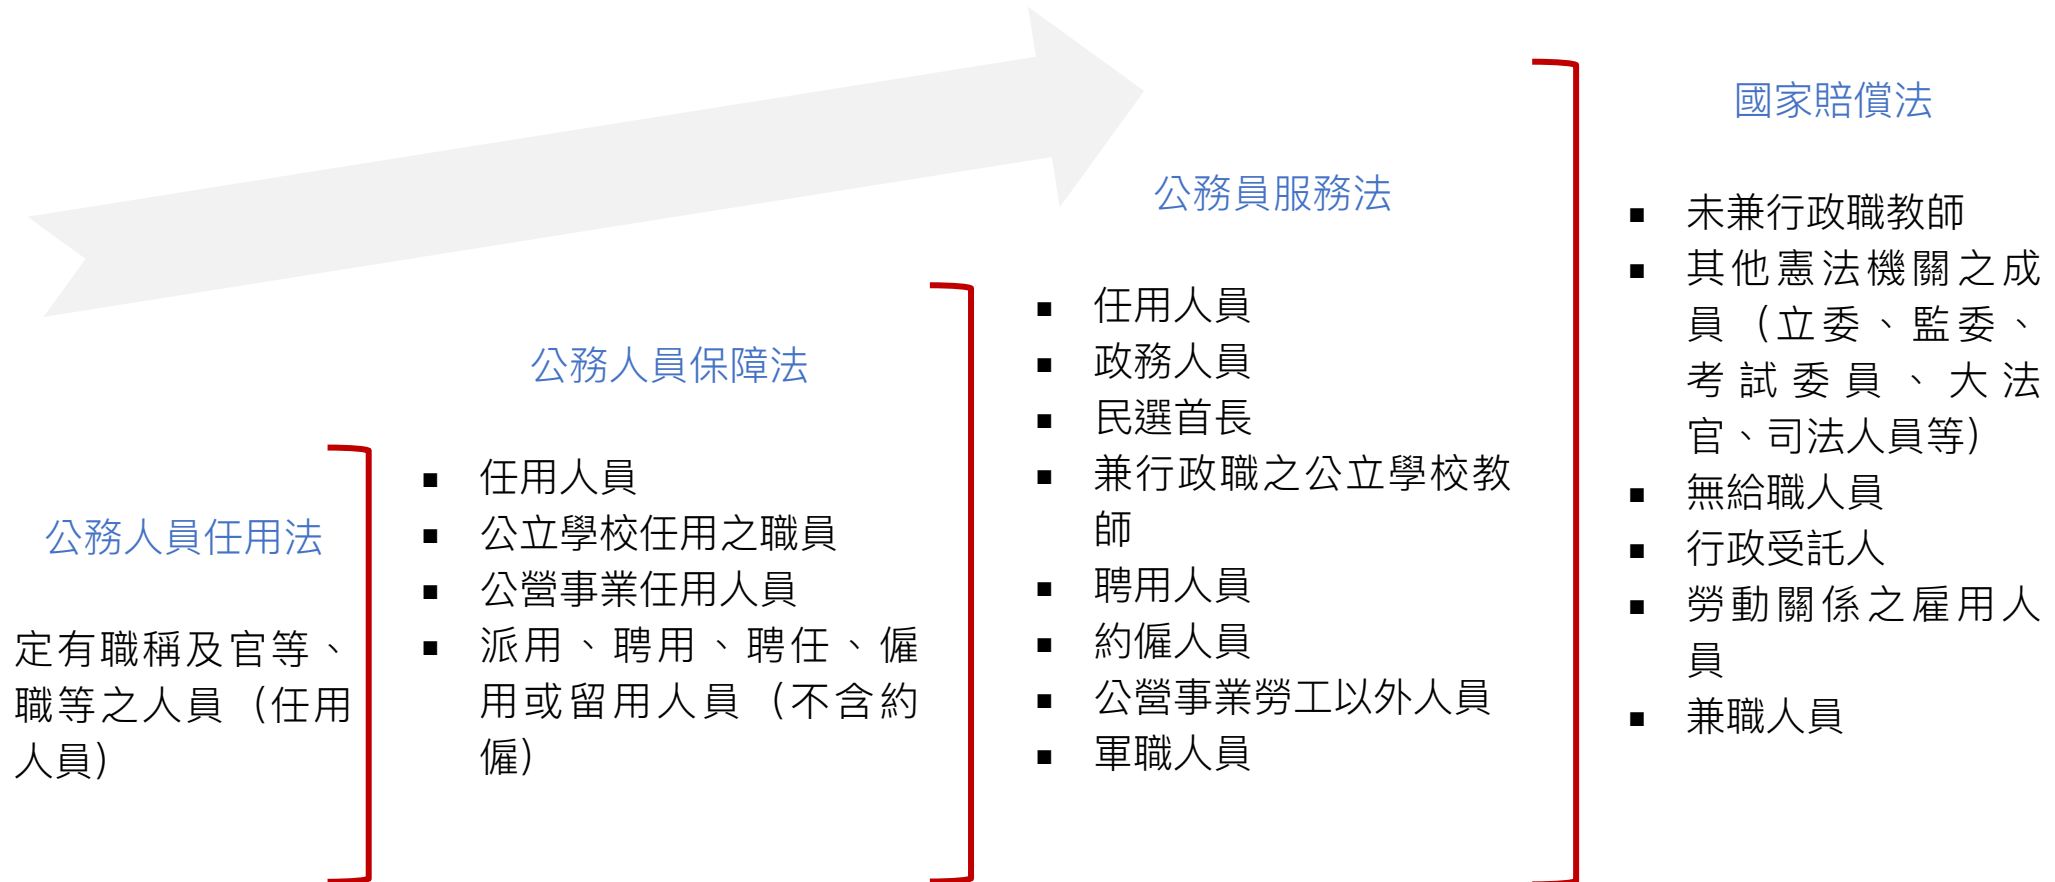 公務人員任用法
定有職稱及官等、
職等之人員（任用
人員）
公務人員保障法
▪ 任用人員
▪ 公立學校任用之職員
▪ 公營事業任用人員
▪ 派用、聘用、聘任、僱
用或留用人員（不含約
僱）
公務員服務法
▪ 任用人員
▪ 政務人員
▪ 民選首長
▪ 兼行政職之公立學校教
師
▪ 聘用人員
▪ 約僱人員
▪ 公營事業勞工以外人員
▪ 軍職人員
國家賠償法
▪ 未兼行政職教師
▪ 其他憲法機關之成
員（立委、監委、
考試委員、大法
官、司法人員等）
▪ 無給職人員
▪ 行政受託人
▪ 勞動關係之雇用人
員
▪ 兼職人員